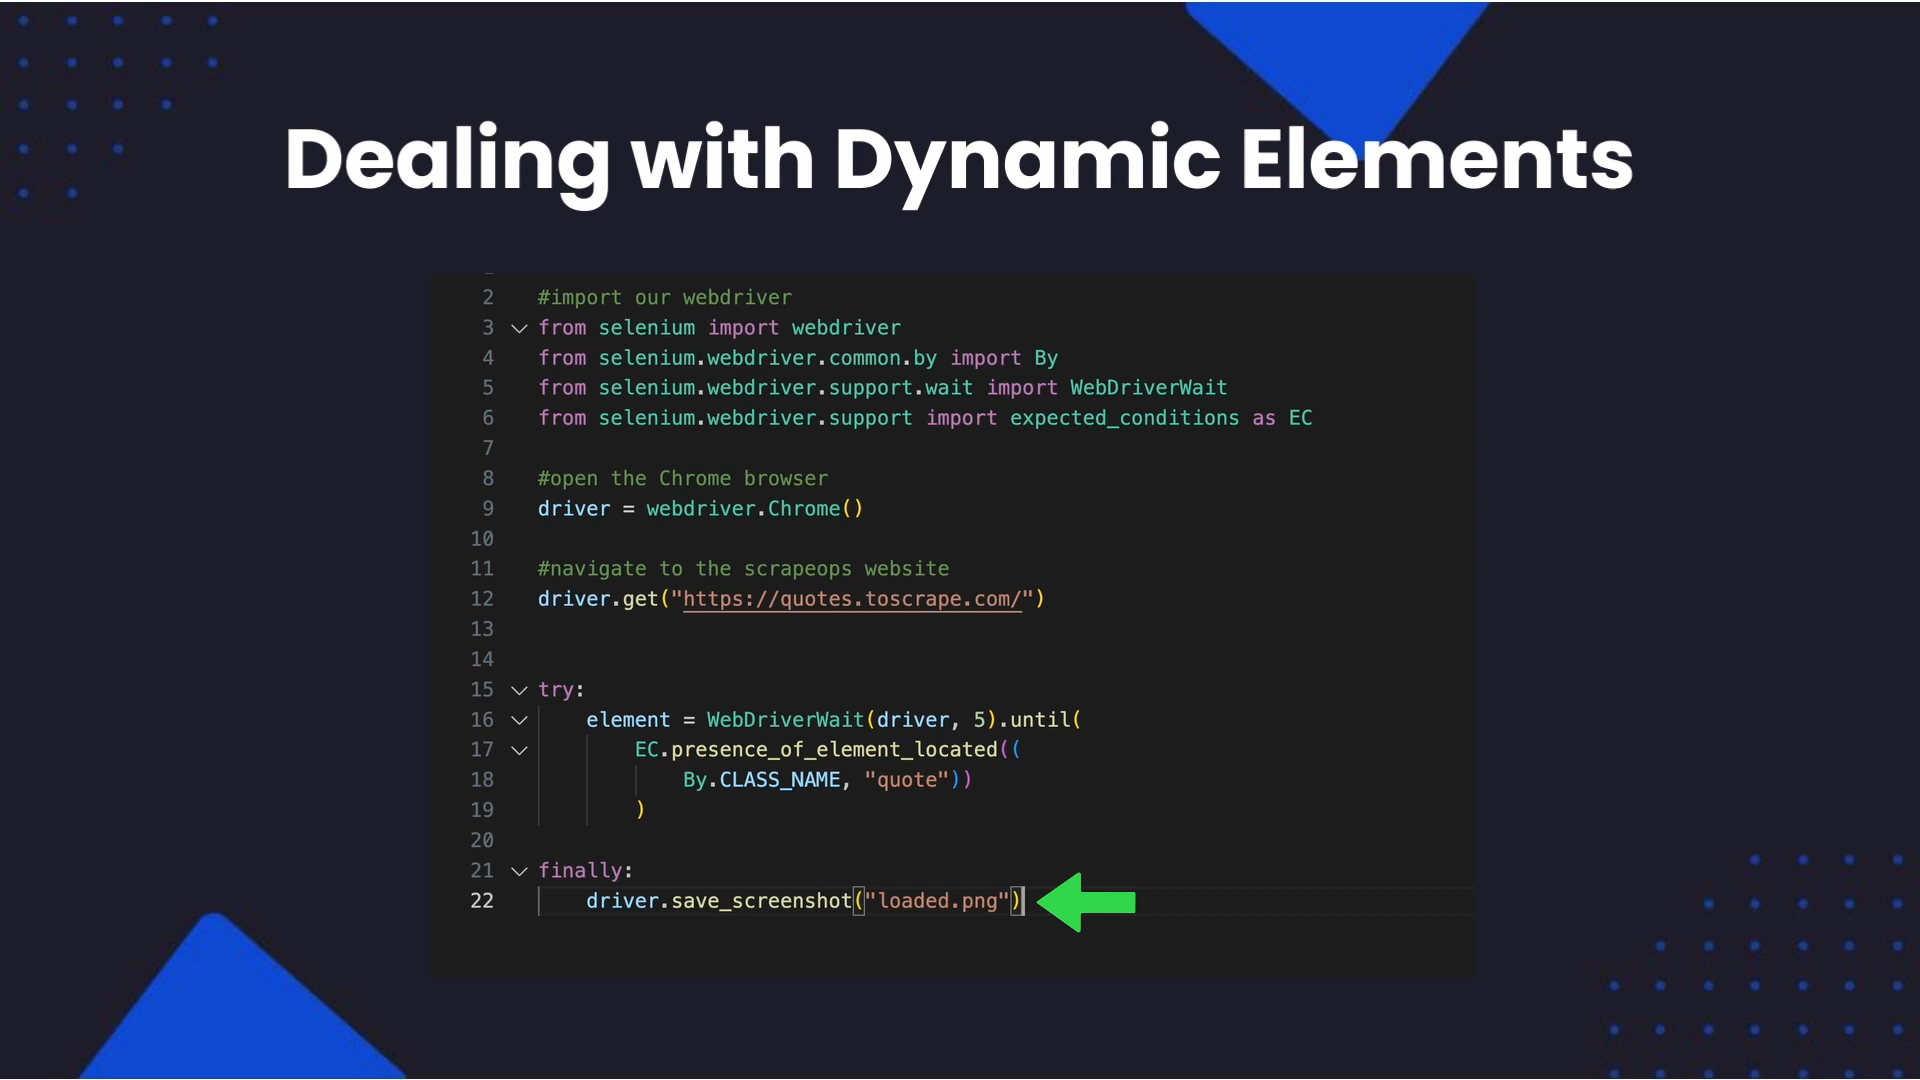 Dealing with Dynamic Elements
2 #import our webdriver
3 from selenium import webdriver
4 from selenium.webdriver.common.by import By
5 from selenium.webdriver.support.wait import WebDriverWait
6 from selenium.webdriver.support import expected_conditions as EC
7
8 #open the Chrome browser
9 driver = webdriver.Chrome()
10
11 #navigate to the scrapeops website
12 driver.get("https://quotes.toscrape.com/")
13
14
15 try:
16     element = WebDriverWait(driver, 5).until(
17         EC.presence_of_element_located((
18             By.CLASS_NAME, "quote"))
19         )
20
21 finally:
22     driver.save_screenshot("loaded.png")